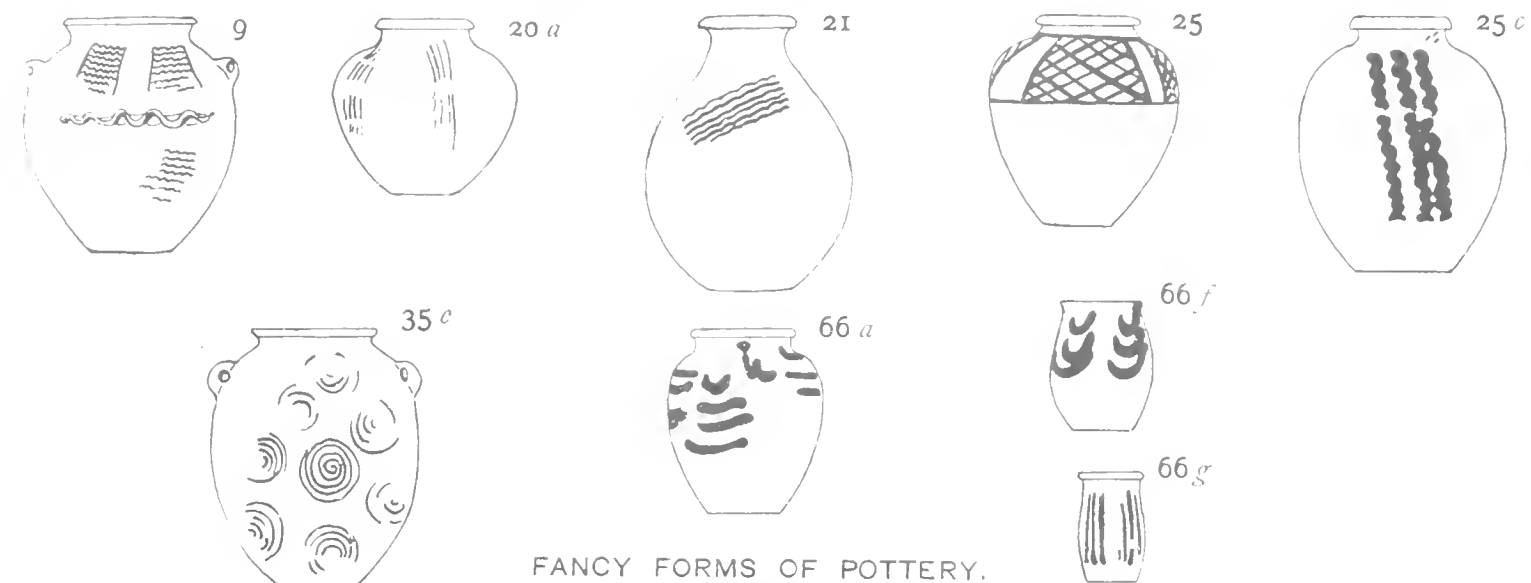 9
20 a
21
25
25 c
35 c
66 a
66 f
66 g
FANCY FORMS OF POTTERY.